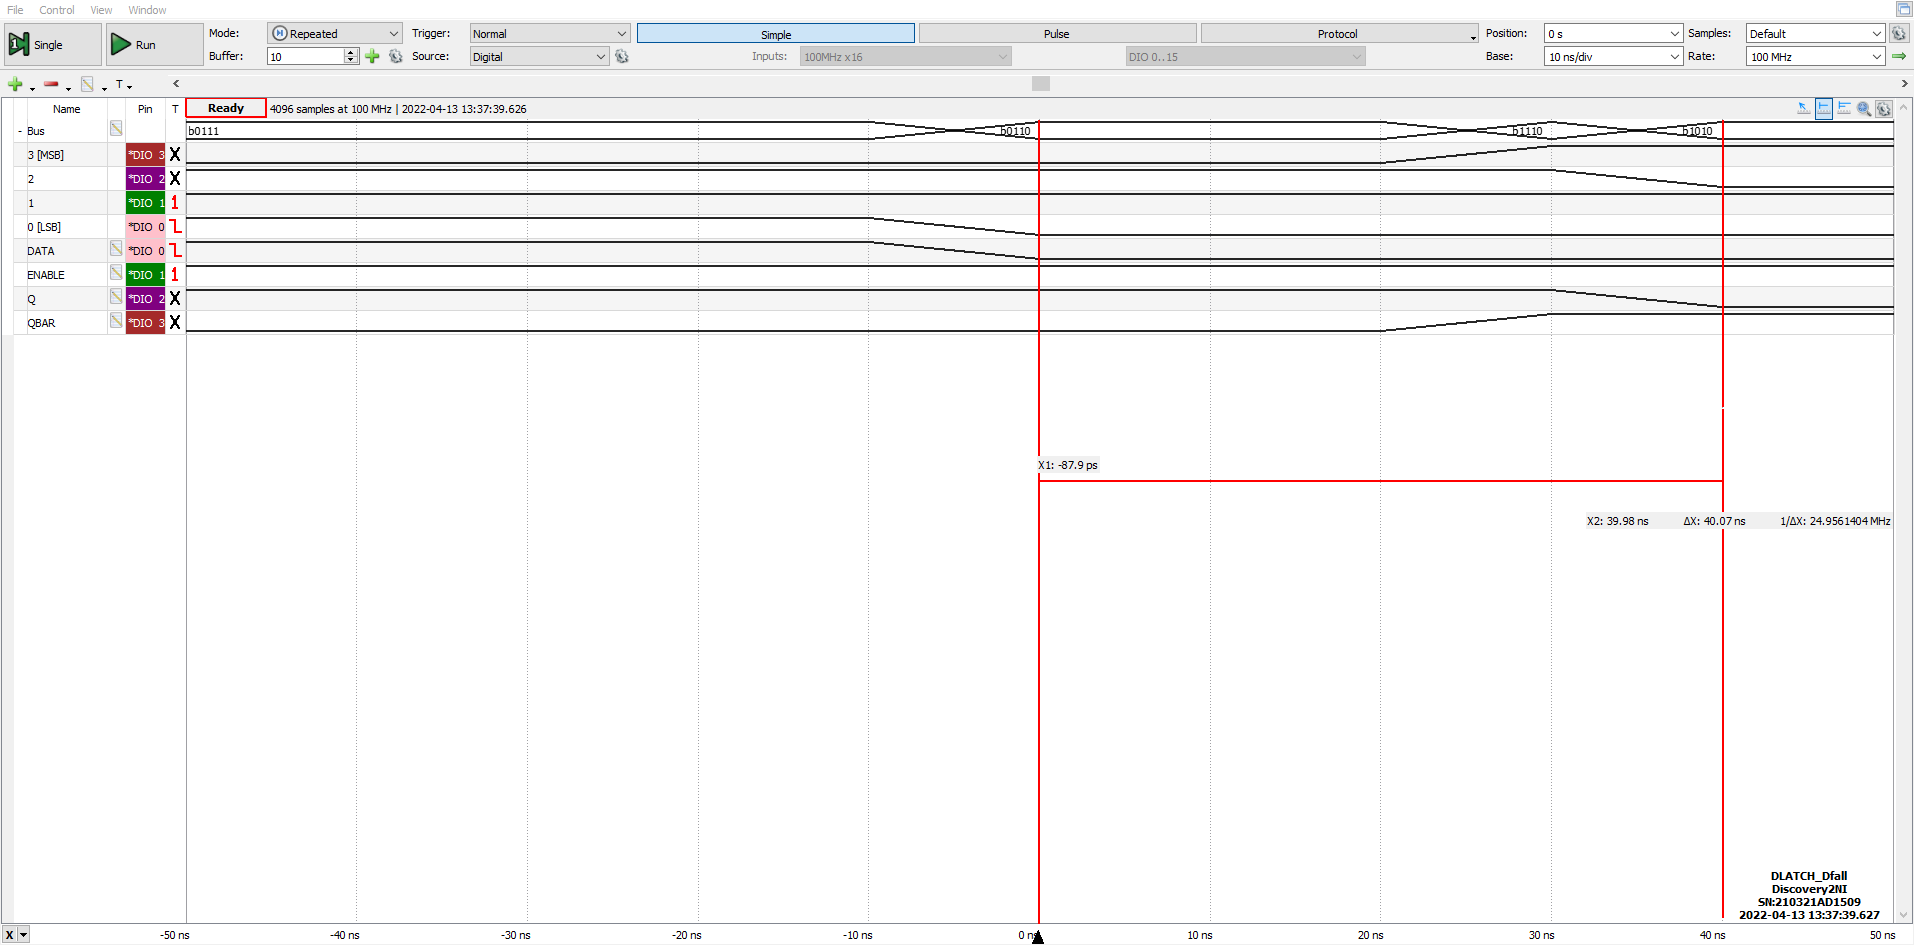 File Control View Window
Single Run Mode: Repeated Trigger: Normal Simple Pulse Protocol Position: 0 s Samples: Default
Buffer: 10 Source: Digital Inputs: 100MHz x16 DIO 0..15 Base: 10 ns/div Rate: 100 MHz
T
Name Pin T Ready 4096 samples at 100 MHz | 2022-04-13 13:37:39.626
- Bus b0111 b0110 b1110 b1010
3 [MSB] *DIO 3 X
2 *DIO 2 X
1 *DIO 1 1
0 [LSB] *DIO 0
DATA *DIO 0
ENABLE *DIO 1 1
Q *DIO 2 X
QBAR *DIO 3 X
X1: -87.9 ps
X2: 39.98 ns ΔX: 40.07 ns 1/ΔX: 24.9561404 MHz
DLATCH_Dfall
Discovery2NI
SN:210321AD1509
2022-04-13 13:37:39.627
X -50 ns -40 ns -30 ns -20 ns -10 ns 0 ns 10 ns 20 ns 30 ns 40 ns 50 ns